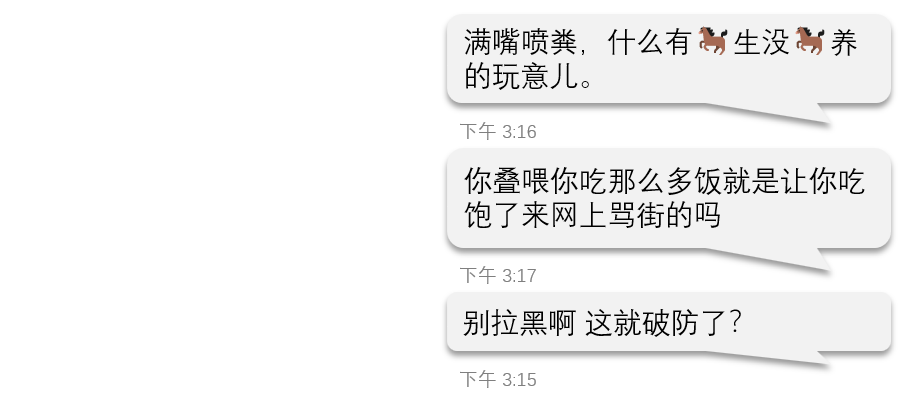 满嘴喷粪，什么有🐎生没🐎养
的玩意儿。
下午 3:16
你叠喂你吃那么多饭就是让你吃
饱了来网上骂街的吗
下午 3:17
别拉黑啊 这就破防了?
下午 3:15